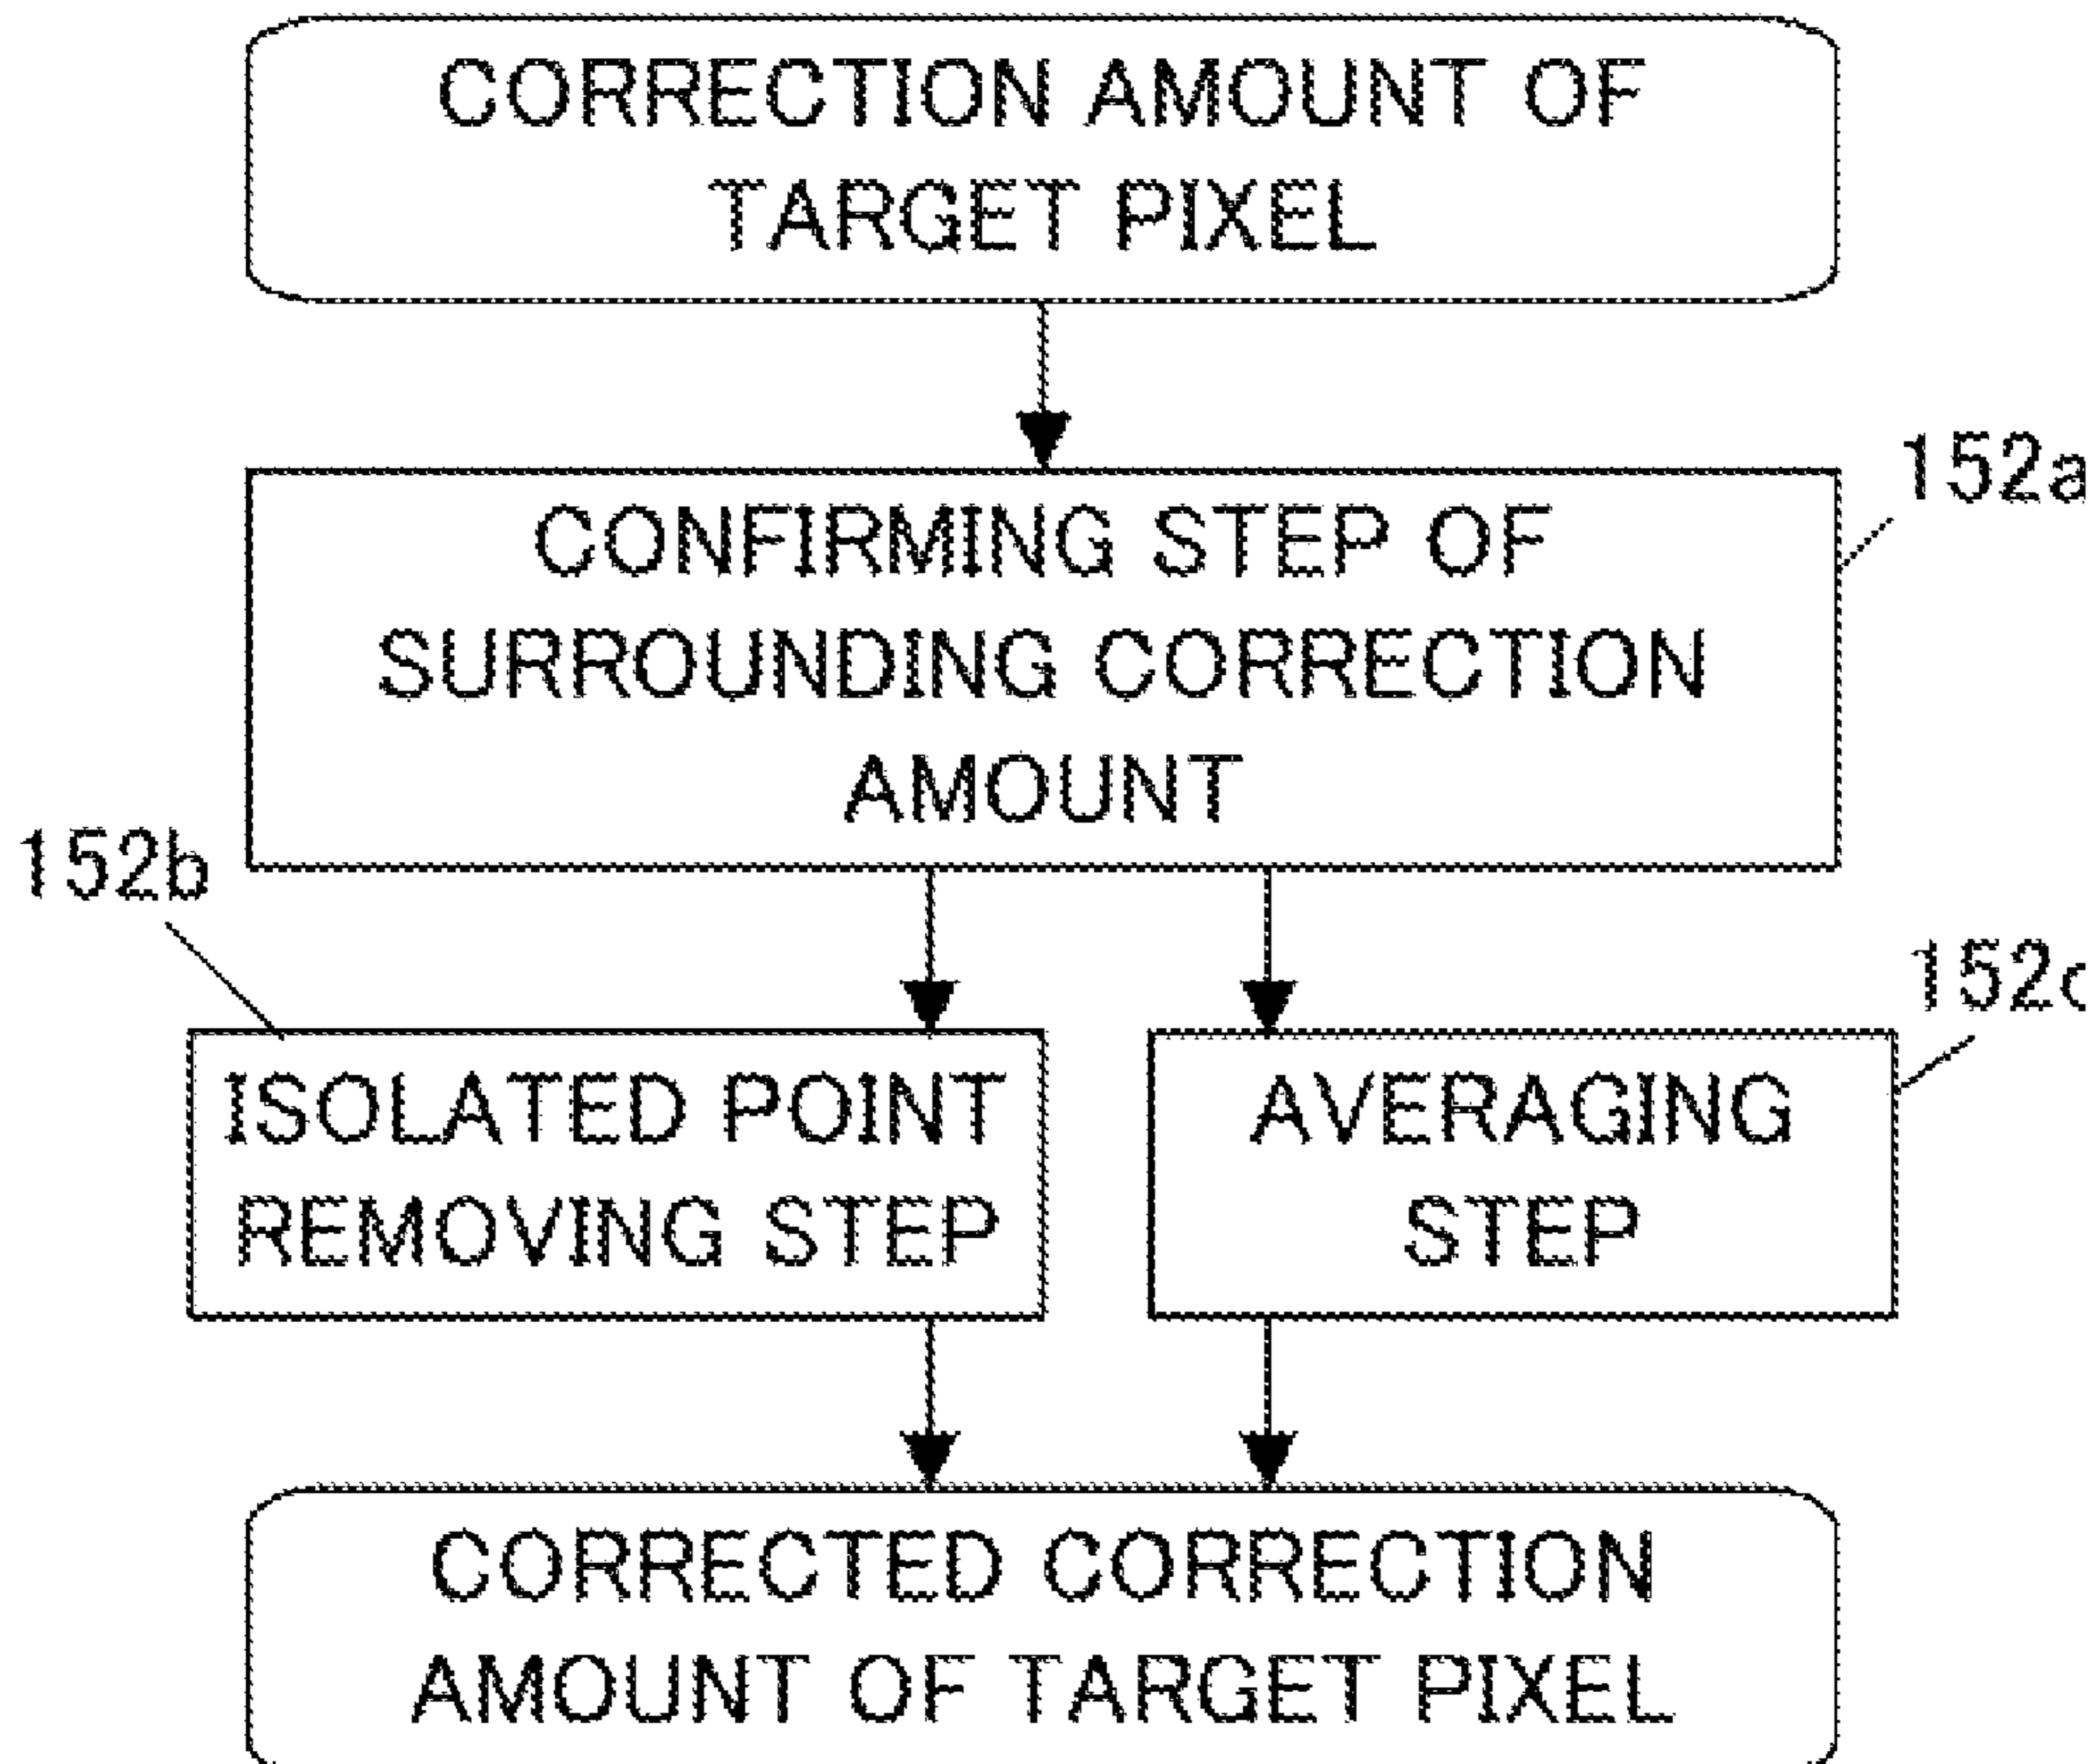 CORRECTION AMOUNT OF
TARGET PIXEL
152a
CONFIRMING STEP OF
SURROUNDING CORRECTION
AMOUNT
152b
152c
ISOLATED POINT
REMOVING STEP
AVERAGING
STEP
CORRECTED CORRECTION
AMOUNT OF TARGET PIXEL